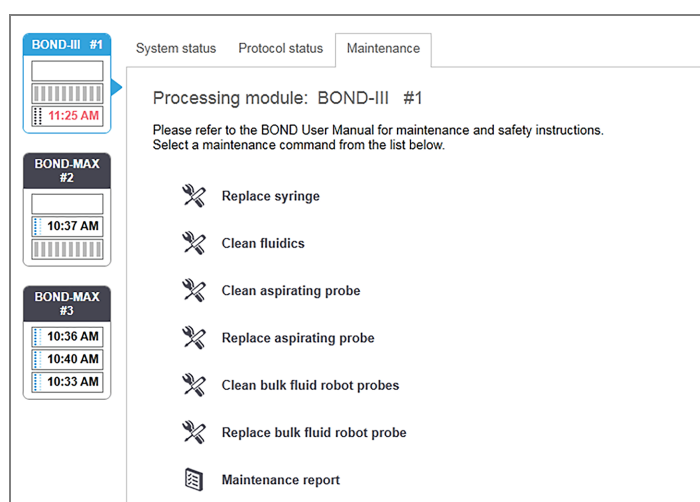 BOND-III #1
11:25 AM
BOND-MAX
#2
10:37 AM
BOND-MAX
#3
10:36 AM
10:40 AM
10:33 AM
System status Protocol status Maintenance
Processing module: BOND-III #1
Please refer to the BOND User Manual for maintenance and safety instructions.
Select a maintenance command from the list below.
Replace syringe
Clean fluidics
Clean aspirating probe
Replace aspirating probe
Clean bulk fluid robot probes
Replace bulk fluid robot probe
Maintenance report